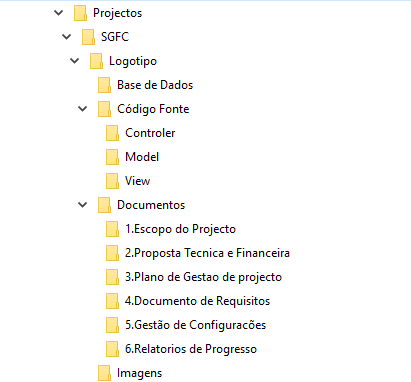 Projectos
SGFC
Logotipo
Base de Dados
Código Fonte
Controler
Model
View
Documentos
1.Escopo do Projecto
2.Proposta Tecnica e Financeira
3.Plano de Gestao de projecto
4.Documento de Requisitos
5.Gestão de Configuracões
6.Relatorios de Progresso
Imagens